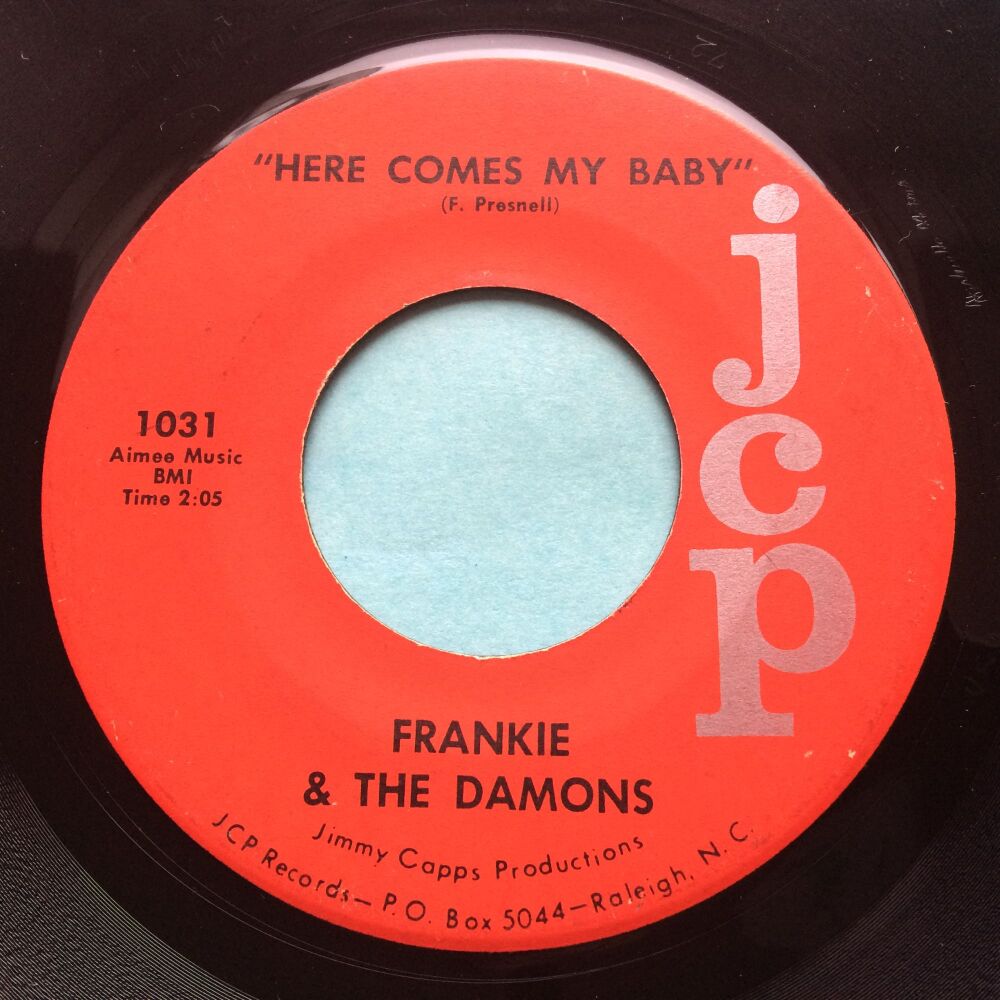 "HERE COMES MY BABY"
(F. Presnell)
jcp
1031
Aimee Music
BMI
Time 2:05
FRANKIE
& THE DAMONS
Jimmy Capps Productions
JCP Records—P.O. Box 5044—Raleigh, N. C.